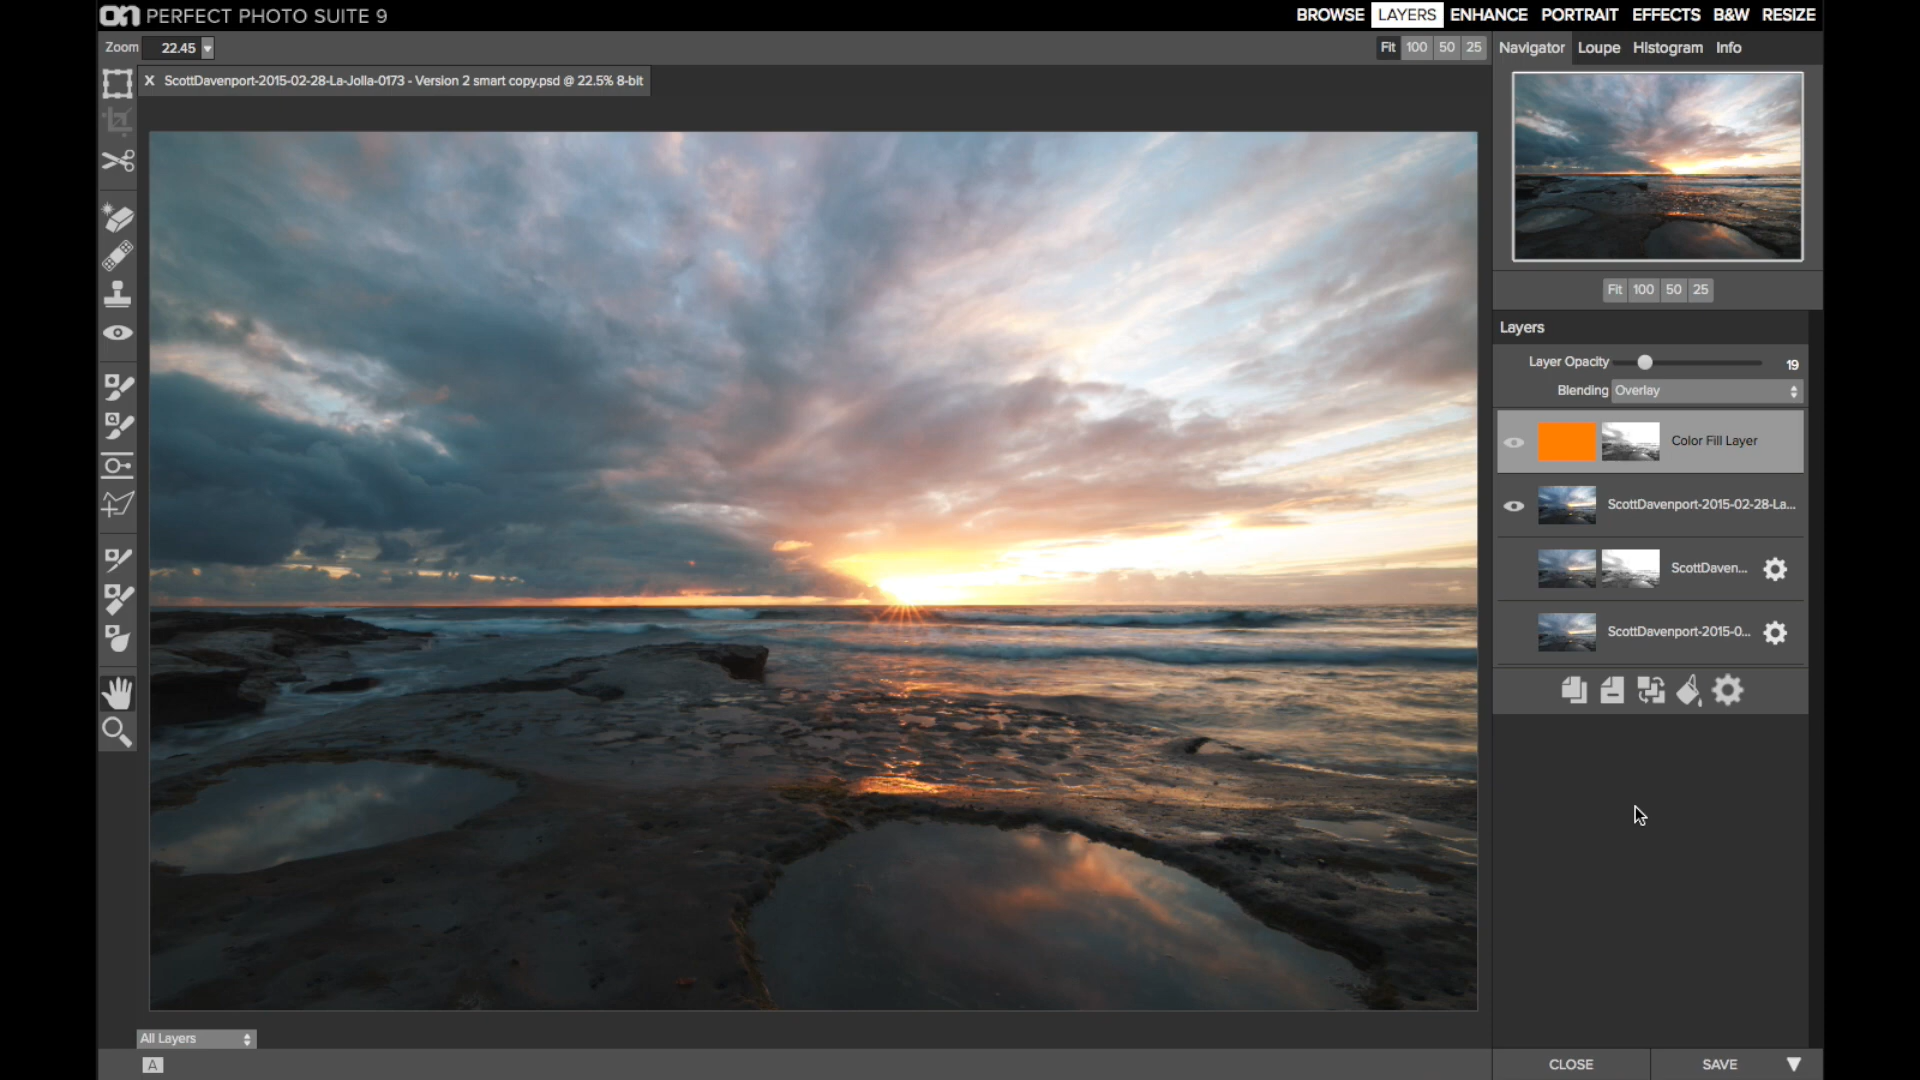 on PERFECT PHOTO SUITE 9
BROWSE LAYERS ENHANCE PORTRAIT EFFECTS B&W RESIZE
Zoom 22.45
Fit 100 50 25
Navigator Loupe Histogram Info
X ScottDavenport-2015-02-28-La-Jolla-0173 - Version 2 smart copy.psd @ 22.5% 8-bit
Fit 100 50 25
Layers
Layer Opacity 19
Blending Overlay
Color Fill Layer
ScottDavenport-2015-02-28-La...
ScottDaven...
ScottDavenport-2015-0...
All Layers
A
CLOSE SAVE